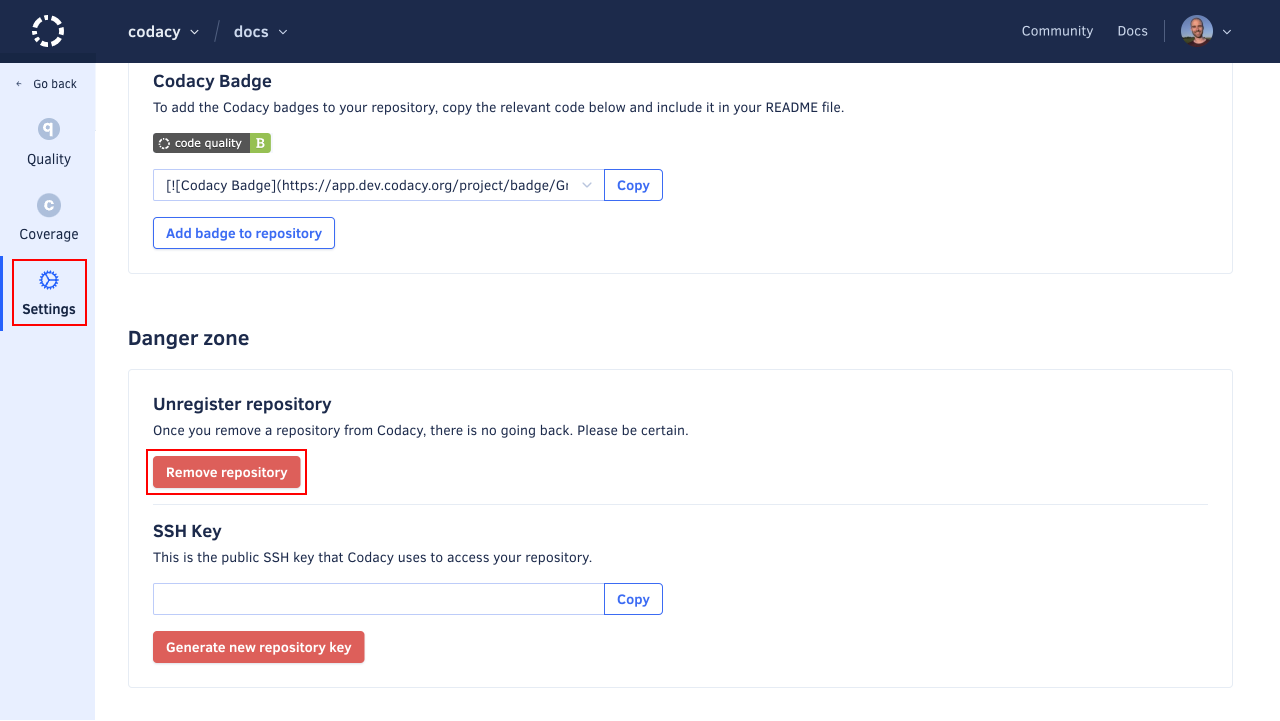 codacy
docs
Community
Docs
Go back
Quality
Coverage
Settings
Codacy Badge
To add the Codacy badges to your repository, copy the relevant code below and include it in your README file.
code quality B
[![Codacy Badge](https://app.dev.codacy.org/project/badge/Gr
Copy
Add badge to repository
Danger zone
Unregister repository
Once you remove a repository from Codacy, there is no going back. Please be certain.
Remove repository
SSH Key
This is the public SSH key that Codacy uses to access your repository.
Copy
Generate new repository key